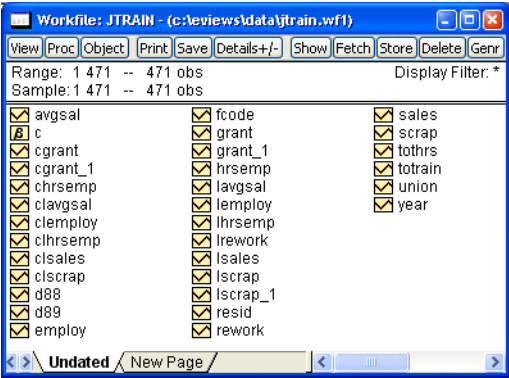 Workfile: JTRAIN - (c:\eviews\data\jtrain.wf1)
View Proc Object Print Save Details+/- Show Fetch Store Delete Genr
Range: 1 471 -- 471 obs Display Filter: *
Sample: 1 471 -- 471 obs
avgsal
β c
cgrant
cgrant_1
chrsemp
clavgsal
clemploy
clhrsemp
clsales
clscrap
d88
d89
employ
fcode
grant
grant_1
hrsemp
lavgsal
lemploy
lhrsemp
lrework
lsales
lscrap
lscrap_1
resid
rework
sales
scrap
tothrs
totrain
union
year
Undated New Page